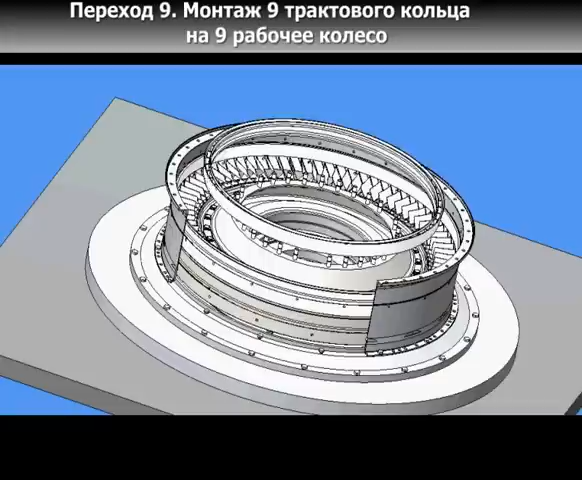 Переход 9. Монтаж 9 трактового кольца
на 9 рабочее колесо